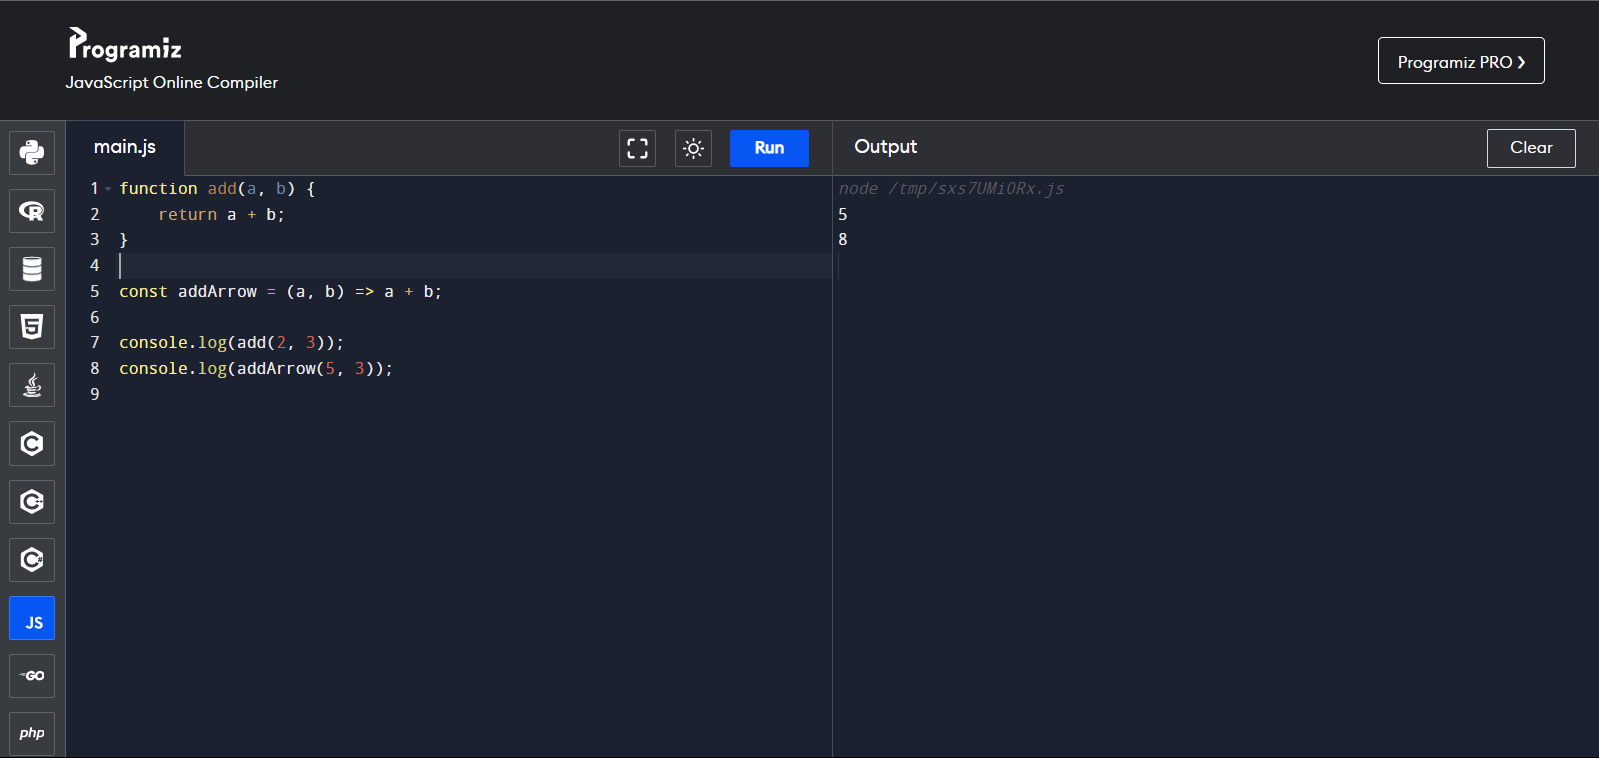 Programiz
JavaScript Online Compiler
Programiz PRO ❯
main.js
Run
Output
Clear
1 function add(a, b) {
2     return a + b;
3 }
4
5 const addArrow = (a, b) => a + b;
6
7 console.log(add(2, 3));
8 console.log(addArrow(5, 3));
9
node /tmp/sxs7UMiORx.js
5
8
R
5
C
C
C
JS
GO
php